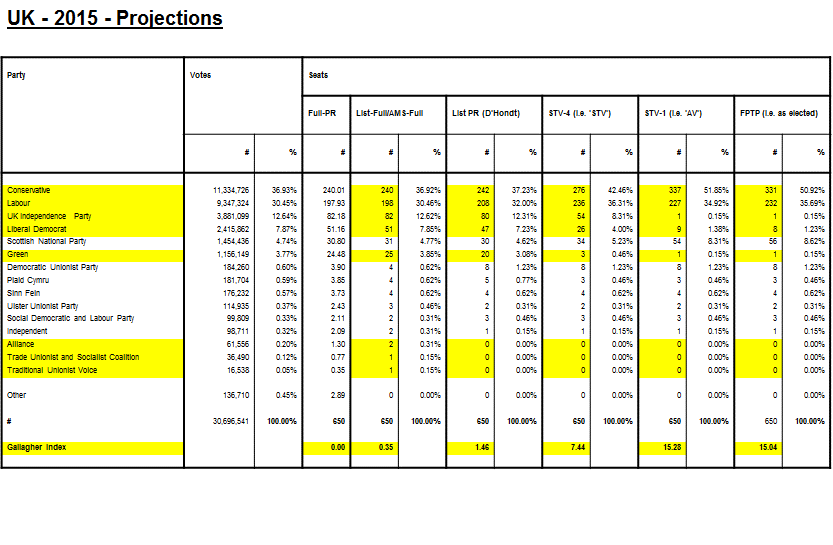 UK - 2015 - Projections
Party Votes Seats
Full-PR List-Full/AMS-Full List PR (D'Hondt) STV-4 (i.e. 'STV') STV-1 (i.e. 'AV') FPTP (i.e. as elected)
# % # # % # % # % # % # %
Conservative 11,334,726 36.93% 240.01 240 36.92% 242 37.23% 276 42.46% 337 51.85% 331 50.92%
Labour 9,347,324 30.45% 197.93 198 30.46% 208 32.00% 236 36.31% 227 34.92% 232 35.69%
UK Independence Party 3,881,099 12.64% 82.18 82 12.62% 80 12.31% 54 8.31% 1 0.15% 1 0.15%
Liberal Democrat 2,415,862 7.87% 51.16 51 7.85% 47 7.23% 26 4.00% 9 1.38% 8 1.23%
Scottish National Party 1,454,436 4.74% 30.80 31 4.77% 30 4.62% 34 5.23% 54 8.31% 56 8.62%
Green 1,156,149 3.77% 24.48 25 3.85% 20 3.08% 3 0.46% 1 0.15% 1 0.15%
Democratic Unionist Party 184,260 0.60% 3.90 4 0.62% 8 1.23% 8 1.23% 8 1.23% 8 1.23%
Plaid Cymru 181,704 0.59% 3.85 4 0.62% 5 0.77% 3 0.46% 3 0.46% 3 0.46%
Sinn Fein 176,232 0.57% 3.73 4 0.62% 4 0.62% 4 0.62% 4 0.62% 4 0.62%
Ulster Unionist Party 114,935 0.37% 2.43 3 0.46% 2 0.31% 2 0.31% 2 0.31% 2 0.31%
Social Democratic and Labour Party 99,809 0.33% 2.11 2 0.31% 3 0.46% 3 0.46% 3 0.46% 3 0.46%
Independent 98,711 0.32% 2.09 2 0.31% 1 0.15% 1 0.15% 1 0.15% 1 0.15%
Alliance 61,556 0.20% 1.30 2 0.31% 0 0.00% 0 0.00% 0 0.00% 0 0.00%
Trade Unionist and Socialist Coalition 36,490 0.12% 0.77 1 0.15% 0 0.00% 0 0.00% 0 0.00% 0 0.00%
Traditional Unionist Voice 16,538 0.05% 0.35 1 0.15% 0 0.00% 0 0.00% 0 0.00% 0 0.00%
Other 136,710 0.45% 2.89 0 0.00% 0 0.00% 0 0.00% 0 0.00% 0 0.00%
# 30,696,541 100.00% 650 650 100.00% 650 100.00% 650 100.00% 650 100.00% 650 100.00%
Gallagher Index 0.00 0.35 1.46 7.44 15.28 15.04